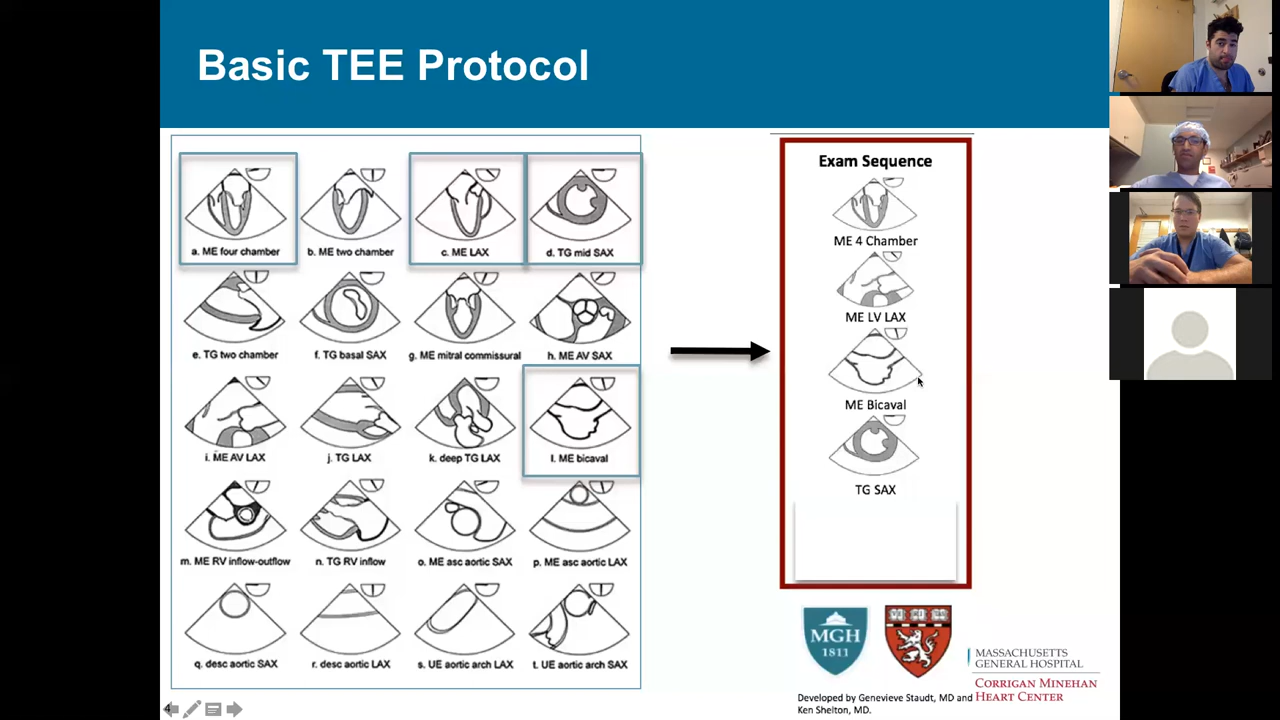 Basic TEE Protocol
a. ME four chamber
b. ME two chamber
c. ME LAX
d. TG mid SAX
e. TG two chamber
f. TG basal SAX
g. ME mitral commissural
h. ME AV SAX
i. ME AV LAX
j. TG LAX
k. deep TG LAX
l. ME bicaval
m. ME RV inflow-outflow
n. TG RV inflow
o. ME asc aortic SAX
p. ME asc aortic LAX
q. desc aortic SAX
r. desc aortic LAX
s. UE aortic arch LAX
t. UE aortic arch SAX
Exam Sequence
ME 4 Chamber
ME LV LAX
ME Bicaval
TG SAX
MGH
1811
MASSACHUSETTS
GENERAL HOSPITAL
CORRIGAN MINEHAN
HEART CENTER
Developed by Genevieve Staudt, MD and
Ken Shelton, MD.
4